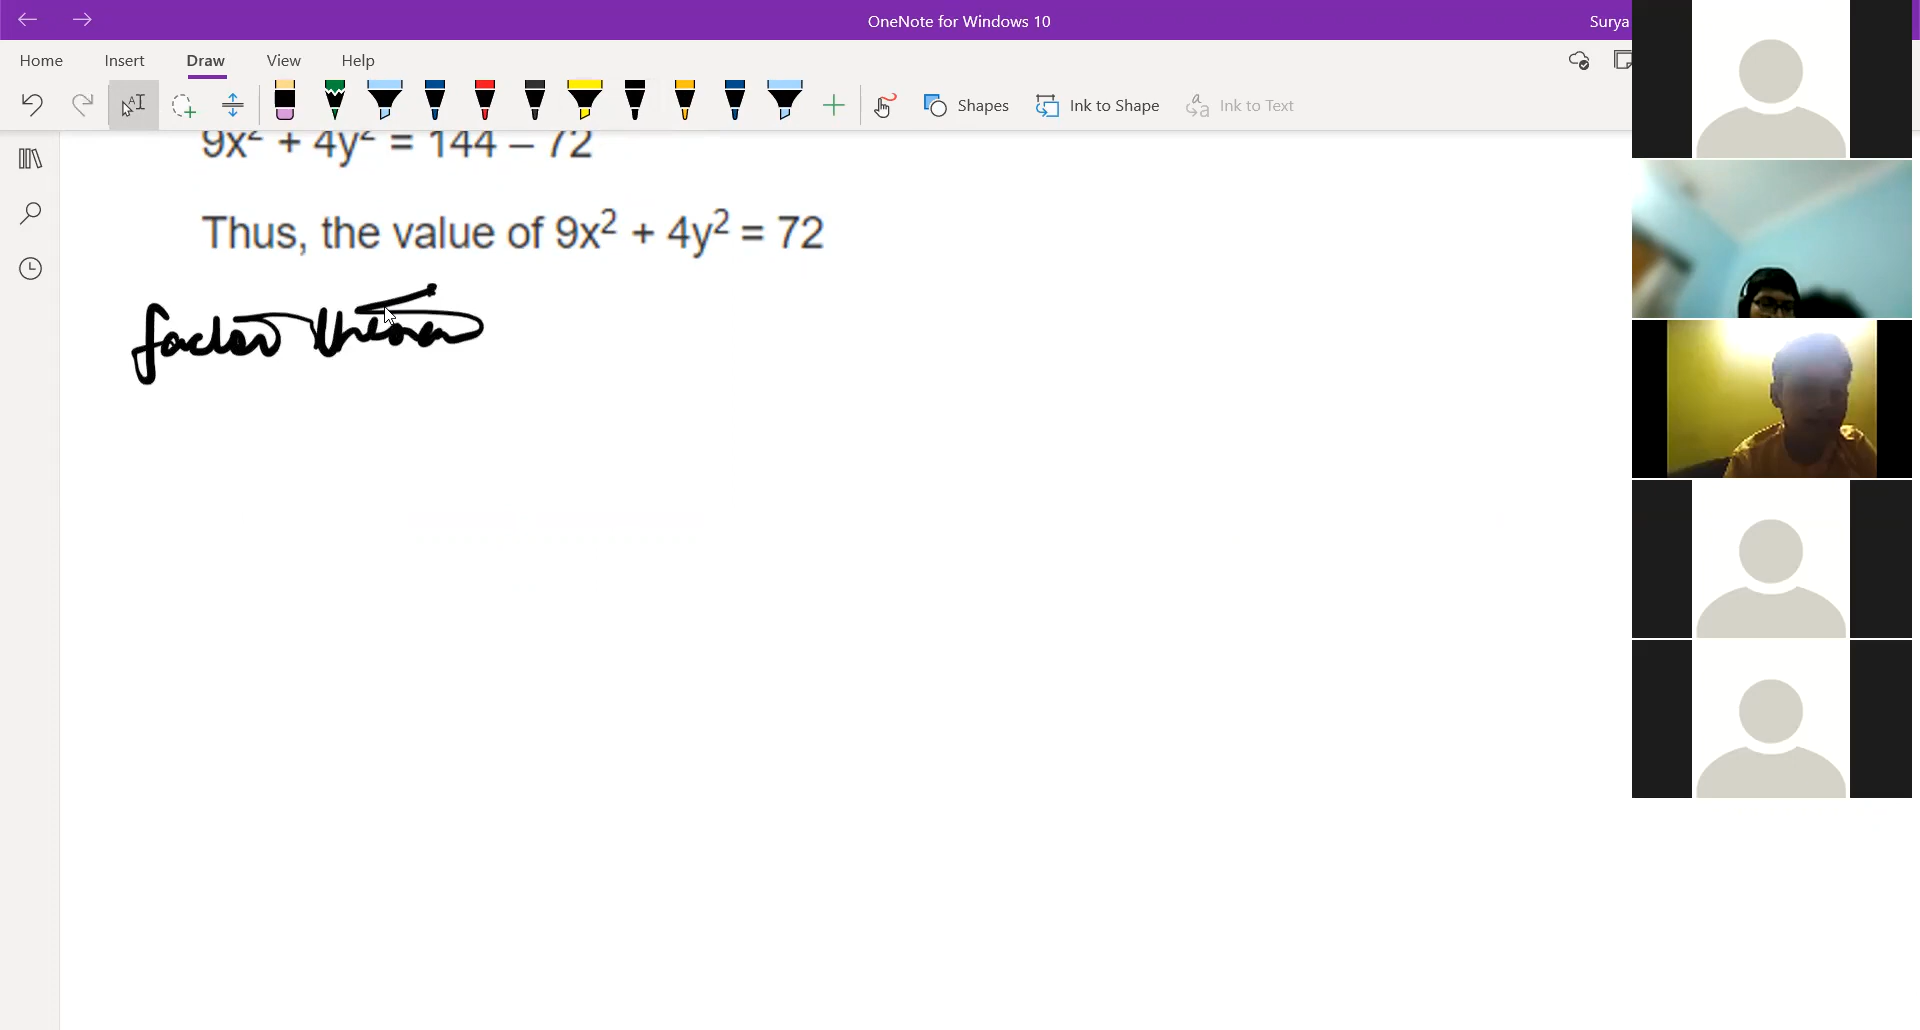 OneNote for Windows 10
Surya
Home Insert Draw View Help
Shapes Ink to Shape Ink to Text
9x² + 4y² = 144 – 72
Thus, the value of 9x² + 4y² = 72
factor